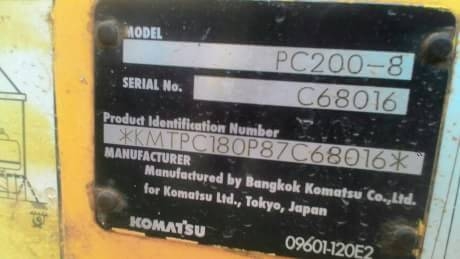 MODEL
PC200-8
SERIAL No.
C68016
Product Identification Number
*KMTPC180P87C68016*
MANUFACTURER
Manufactured by Bangkok Komatsu Co.,Ltd.
for Komatsu Ltd., Tokyo, Japan
KOMATSU
09601-120E2